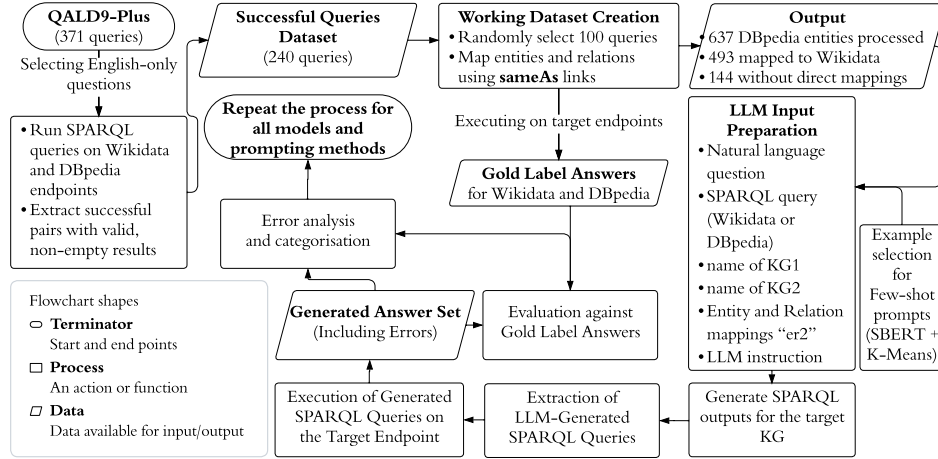 QALD9-Plus
(371 queries)
Selecting English-only
questions
• Run SPARQL
queries on Wikidata
and DBpedia
endpoints
• Extract successful
pairs with valid,
non-empty results
Successful Queries
Dataset
(240 queries)
Working Dataset Creation
• Randomly select 100 queries
• Map entities and relations
using sameAs links
Output
• 637 DBpedia entities processed
• 493 mapped to Wikidata
• 144 without direct mappings
Repeat the process for
all models and
prompting methods
Executing on target endpoints
Gold Label Answers
for Wikidata and DBpedia
Error analysis
and categorisation
LLM Input
Preparation
• Natural language
question
• SPARQL query
(Wikidata or
DBpedia)
• name of KG1
• name of KG2
• Entity and Relation
mappings “er2”
• LLM instruction
Example
selection
for
Few-shot
prompts
(SBERT +
K-Means)
Flowchart shapes
Terminator
Start and end points
Process
An action or function
Data
Data available for input/output
Generated Answer Set
(Including Errors)
Evaluation against
Gold Label Answers
Execution of Generated
SPARQL Queries on
the Target Endpoint
Extraction of
LLM-Generated
SPARQL Queries
Generate SPARQL
outputs for the target
KG